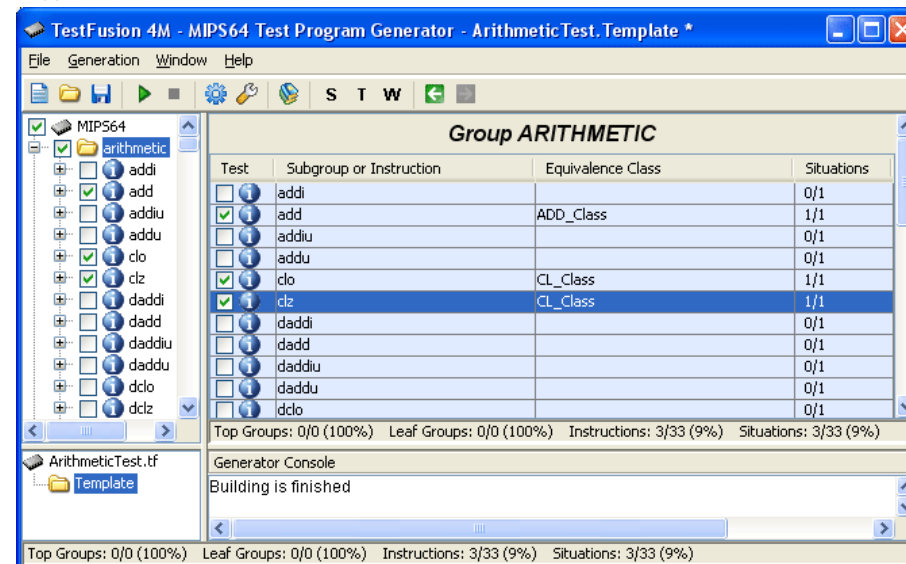 TestFusion 4M - MIPS64 Test Program Generator - ArithmeticTest.Template *
File Generation Window Help
S T W
MIPS64
arithmetic
addi
add
addiu
addu
clo
clz
daddi
dadd
daddiu
daddu
dclo
dclz
Group ARITHMETIC
Test Subgroup or Instruction Equivalence Class Situations
addi 0/1
add ADD_Class 1/1
addiu 0/1
addu 0/1
clo CL_Class 1/1
clz CL_Class 1/1
daddi 0/1
dadd 0/1
daddiu 0/1
daddu 0/1
dclo 0/1
Top Groups: 0/0 (100%) Leaf Groups: 0/0 (100%) Instructions: 3/33 (9%) Situations: 3/33 (9%)
ArithmeticTest.tf
Template
Generator Console
Building is finished
Top Groups: 0/0 (100%) Leaf Groups: 0/0 (100%) Instructions: 3/33 (9%) Situations: 3/33 (9%)